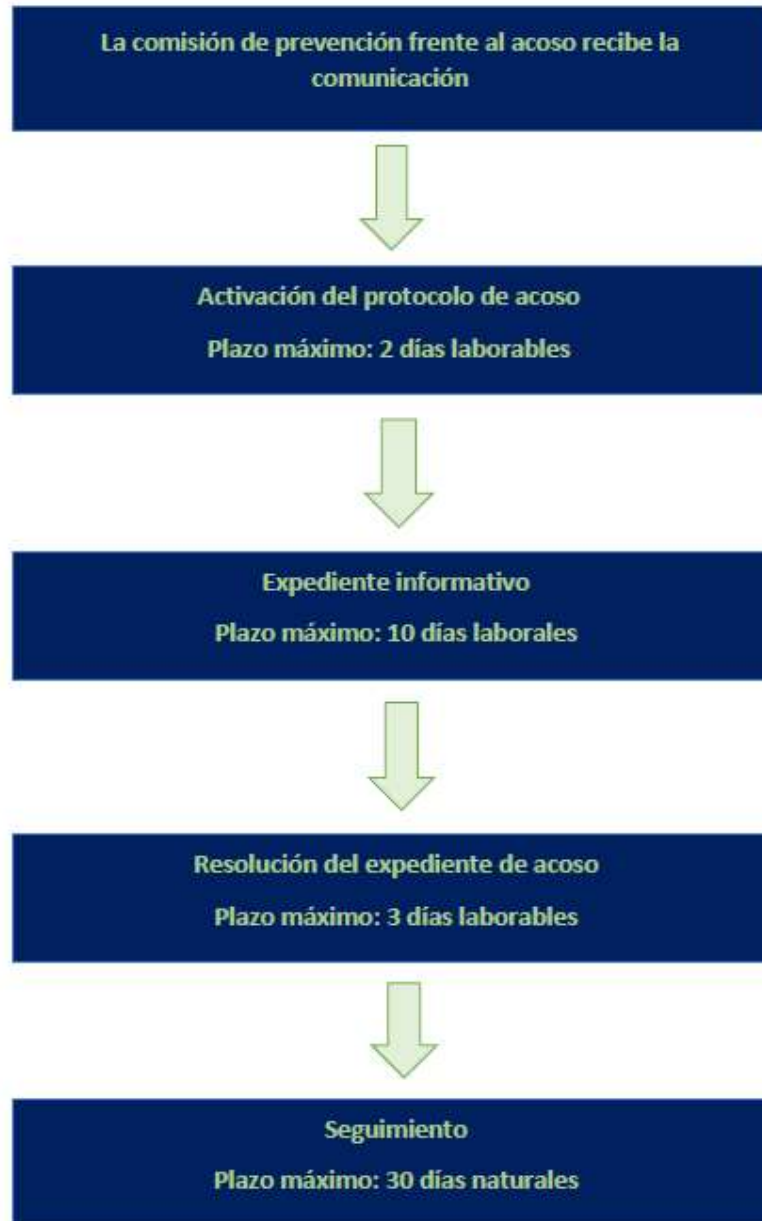 La comisión de prevención frente al acoso recibe la
comunicación
Activación del protocolo de acoso
Plazo máximo: 2 días laborables
Expediente informativo
Plazo máximo: 10 días laborales
Resolución del expediente de acoso
Plazo máximo: 3 días laborables
Seguimiento
Plazo máximo: 30 días naturales